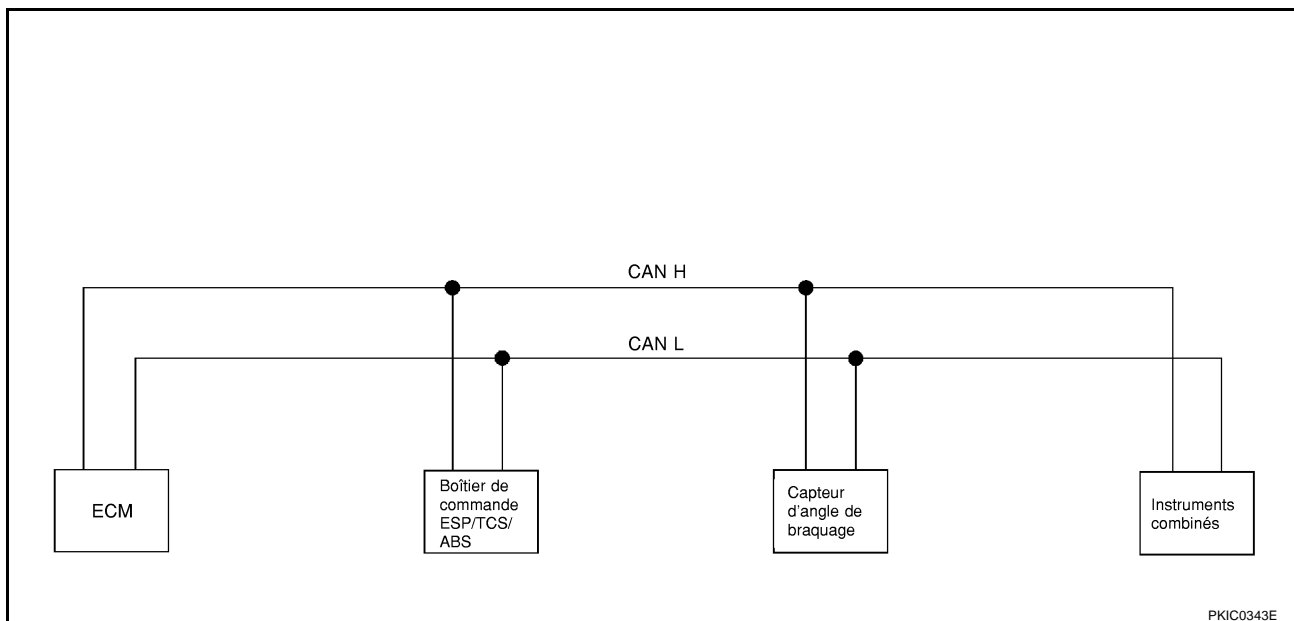 CAN H
CAN L
ECM
Boîtier de
commande
ESP/TCS/
ABS
Capteur
d'angle de
braquage
Instruments
combinés
PKIC0343E